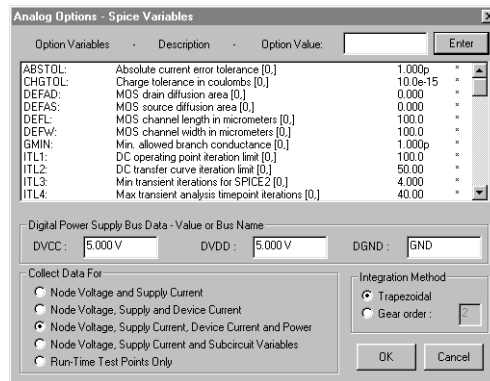 Analog Options - Spice Variables
Option Variables - Description - Option Value: Enter
ABSTOL: Absolute current error tolerance [0,] 1.000p *
CHGTOL: Charge tolerance in coulombs [0,] 10.0e-15 *
DEFAD: MOS drain diffusion area [0,] 0.000 *
DEFAS: MOS source diffusion area [0,] 0.000 *
DEFL: MOS channel length in micrometers [0,] 100.0 *
DEFW: MOS channel width in micrometers [0,] 100.0 *
GMIN: Min. allowed branch conductance [0,] 1.000p *
ITL1: DC operating point iteration limit [0,] 100.0 *
ITL2: DC transfer curve iteration limit [0,] 50.00 *
ITL3: Min transient iterations for SPICE2 [0,] 4.000 *
ITL4: Max transient analysis timepoint iterations [0,] 40.00 *
Digital Power Supply Bus Data - Value or Bus Name
DVCC : 5.000 V DVDD : 5.000 V DGND : GND
Collect Data For
Node Voltage and Supply Current
Node Voltage, Supply and Device Current
Node Voltage, Supply Current, Device Current and Power
Node Voltage, Supply Current and Subcircuit Variables
Run-Time Test Points Only
Integration Method
Trapezoidal
Gear order : 2
OK Cancel